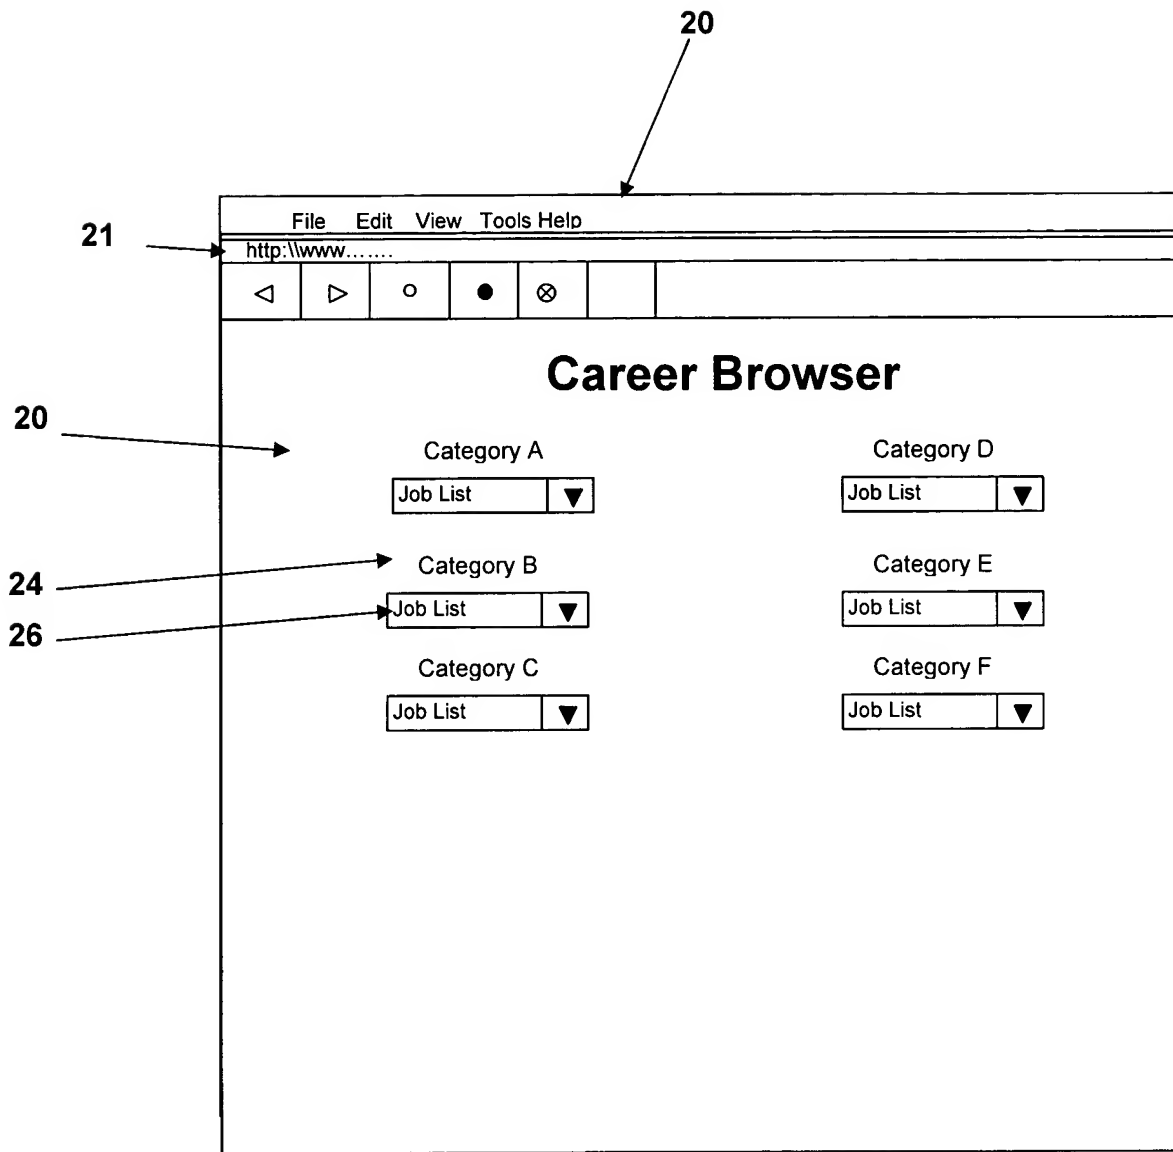 20
File Edit View Tools Help
21
http:\\www.......
Career Browser
20
Category A
Category D
Job List
Job List
24
Category B
Category E
26
Job List
Job List
Category C
Category F
Job List
Job List